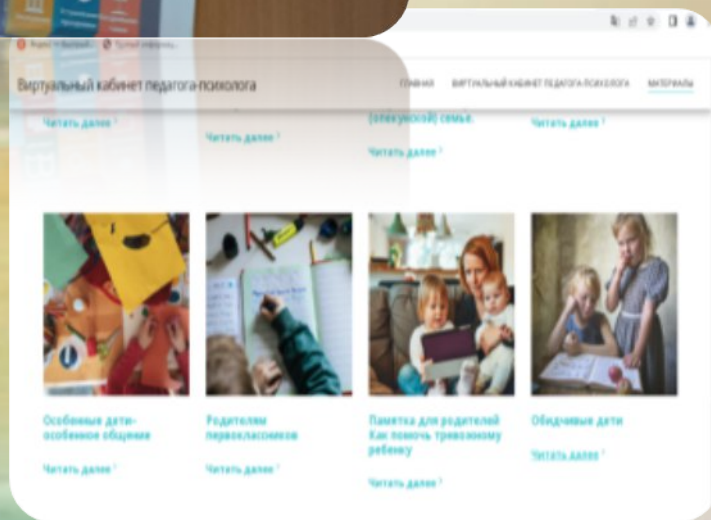 Виртуальный кабинет педагога-психолога
ГЛАВНАЯ ВИРТУАЛЬНЫЙ КАБИНЕТ ПЕДАГОГА-ПСИХОЛОГА МАТЕРИАЛЫ
(опекунской) семье.
Читать далее
Читать далее
Читать далее
Читать далее
Особенные дети-
особенное общение
Читать далее
Родителям
первоклассников
Читать далее
Памятка для родителей
Как помочь тревожному
ребенку
Читать далее
Обидчивые дети
Читать далее